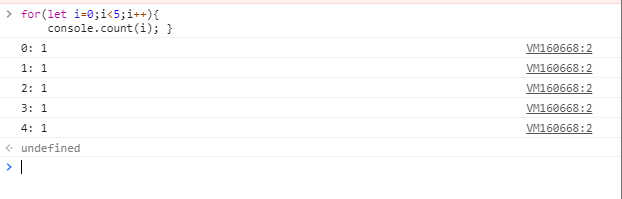 for(let i=0;i<5;i++){
console.count(i); }
0: 1 VM160668:2
1: 1 VM160668:2
2: 1 VM160668:2
3: 1 VM160668:2
4: 1 VM160668:2
undefined